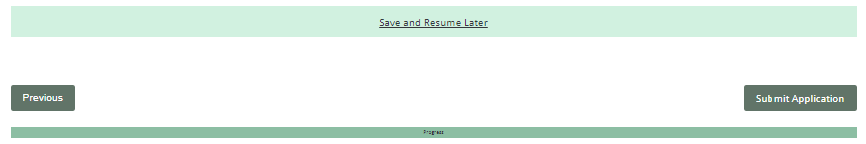 Save and Resume Later
Previous
Submit Application
Progress